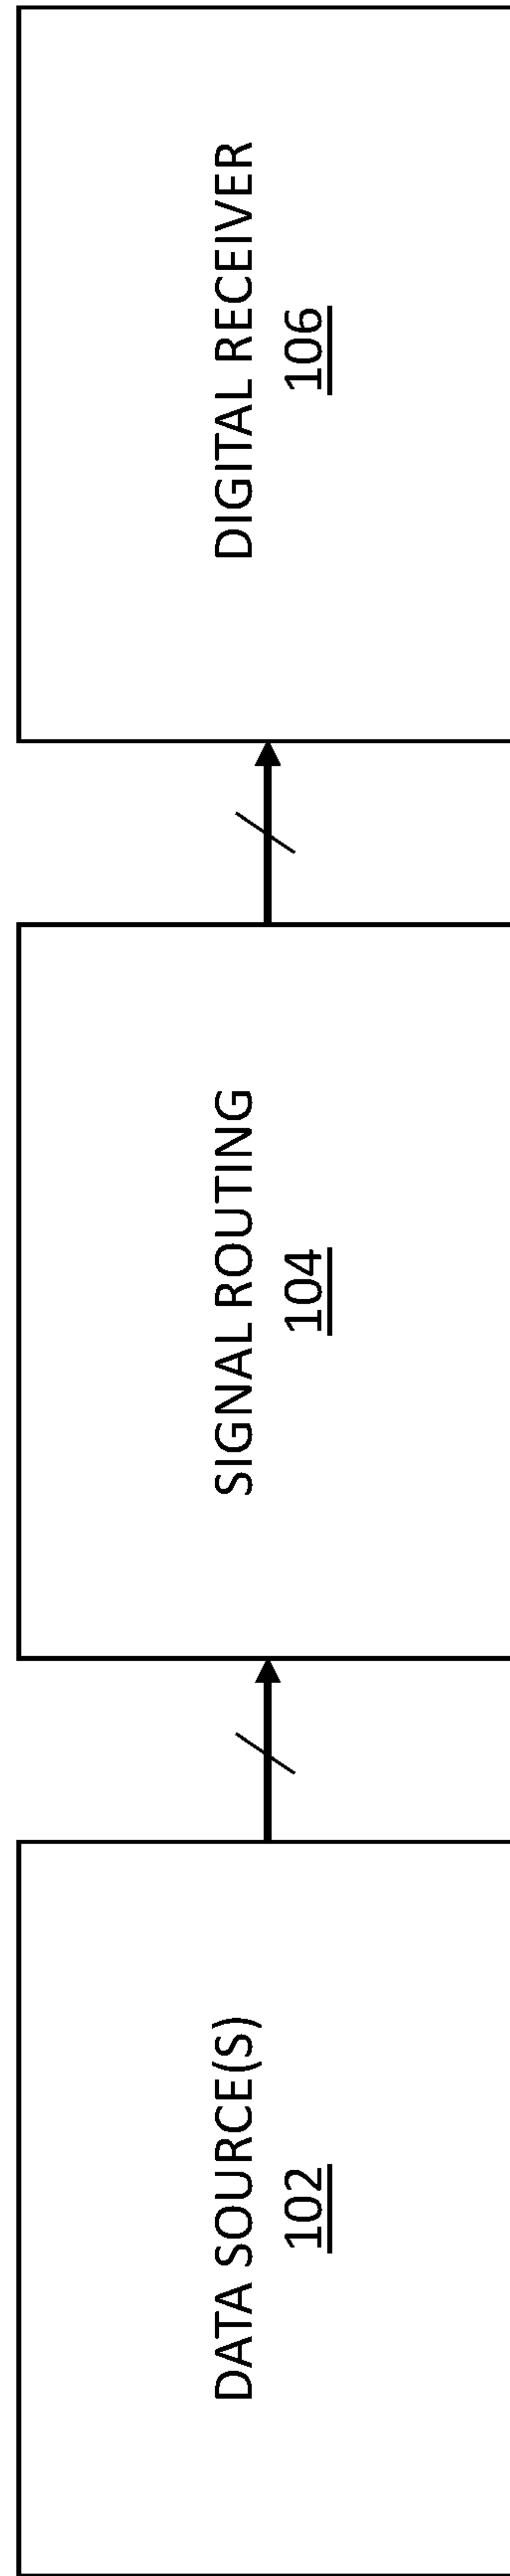 DATA SOURCE(S)
102
SIGNAL ROUTING
104
DIGITAL RECEIVER
106